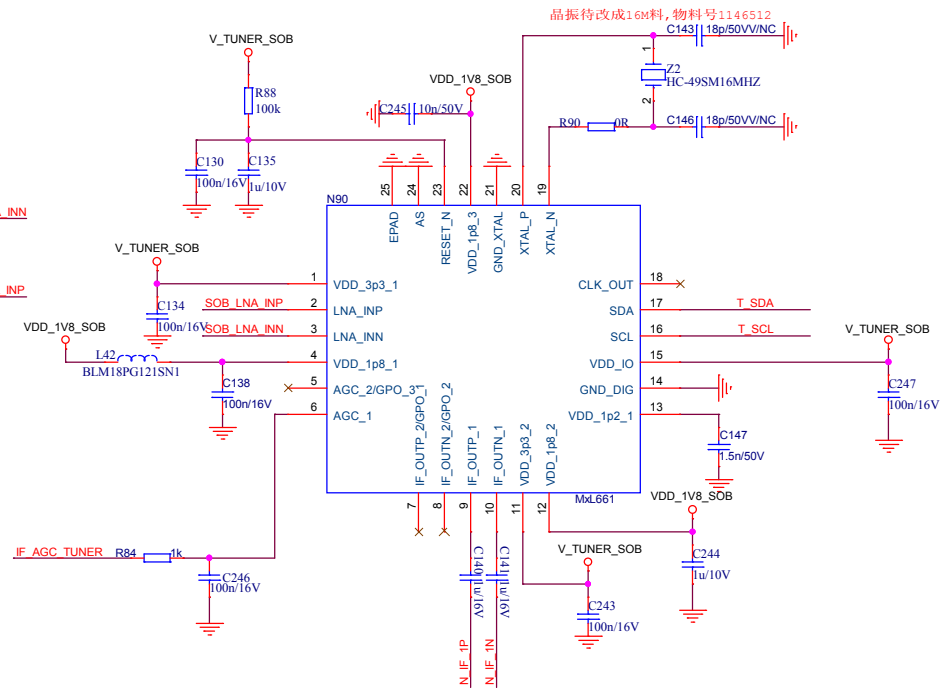 晶振待改成16M料,物料号1146512
C143
18p/50VV/NC
V_TUNER_SOB
1
Z2
HC-49SM16MHZ
2
VDD_1V8_SOB
R88
100k
C245
10n/50V
R90
0R
C146
18p/50VV/NC
C130
100n/16V
C135
1u/10V
25
24
23
22
21
20
19
N90
_INN
EPAD
AS
RESET_N
VDD_1p8_3
GND_XTAL
XTAL_P
XTAL_N
V_TUNER_SOB
1
VDD_3p3_1
CLK_OUT
18
_INP
SOB_LNA_INP
2
LNA_INP
SDA
17
T_SDA
C134
100n/16V
SOB_LNA_INN
3
LNA_INN
SCL
16
T_SCL
VDD_1V8_SOB
V_TUNER_SOB
L42
BLM18PG121SN1
4
VDD_1p8_1
VDD_IO
15
C138
100n/16V
5
AGC_2/GPO_3
GND_DIG
14
C247
100n/16V
6
AGC_1
VDD_1p2_1
13
C147
1.5n/50V
IF_OUTP_2/GPO_1
IF_OUTN_2/GPO_2
IF_OUTP_1
IF_OUTN_1
VDD_3p3_2
VDD_1p8_2
MxL661
7
8
9
10
11
12
VDD_1V8_SOB
IF_AGC_TUNER
R84
1k
C246
100n/16V
C140
1u/16V
C141
1u/16V
V_TUNER_SOB
C244
1u/10V
C243
100n/16V
N_IF_1P
N_IF_1N